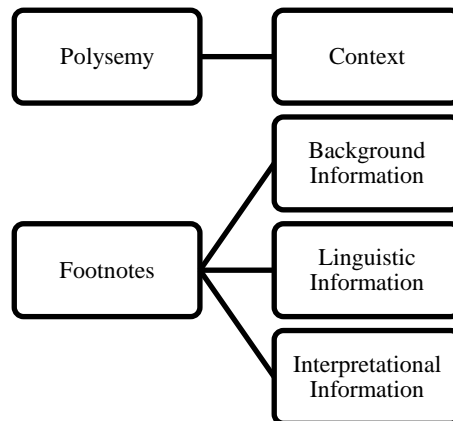 Polysemy
Context
Background
Information
Footnotes
Linguistic
Information
Interpretational
Information